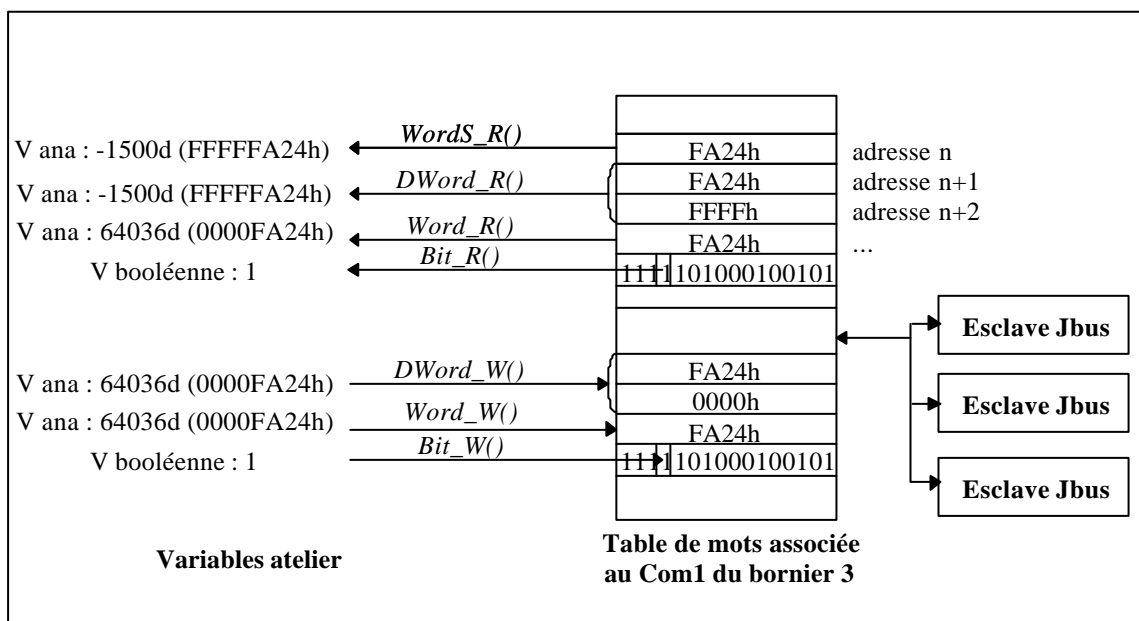 WordS_R()
V ana : -1500d (FFFFFA24h)
FA24h
adresse n
V ana : -1500d (FFFFFA24h)
DWord_R()
FA24h
adresse n+1
FFFFh
adresse n+2
V ana : 64036d (0000FA24h)
Word_R()
FA24h
...
V booléenne : 1
Bit_R()
1111101000100101
Esclave Jbus
V ana : 64036d (0000FA24h)
DWord_W()
FA24h
0000h
Esclave Jbus
V ana : 64036d (0000FA24h)
Word_W()
FA24h
V booléenne : 1
Bit_W()
1111101000100101
Esclave Jbus
Variables atelier
Table de mots associée
au Com1 du bornier 3